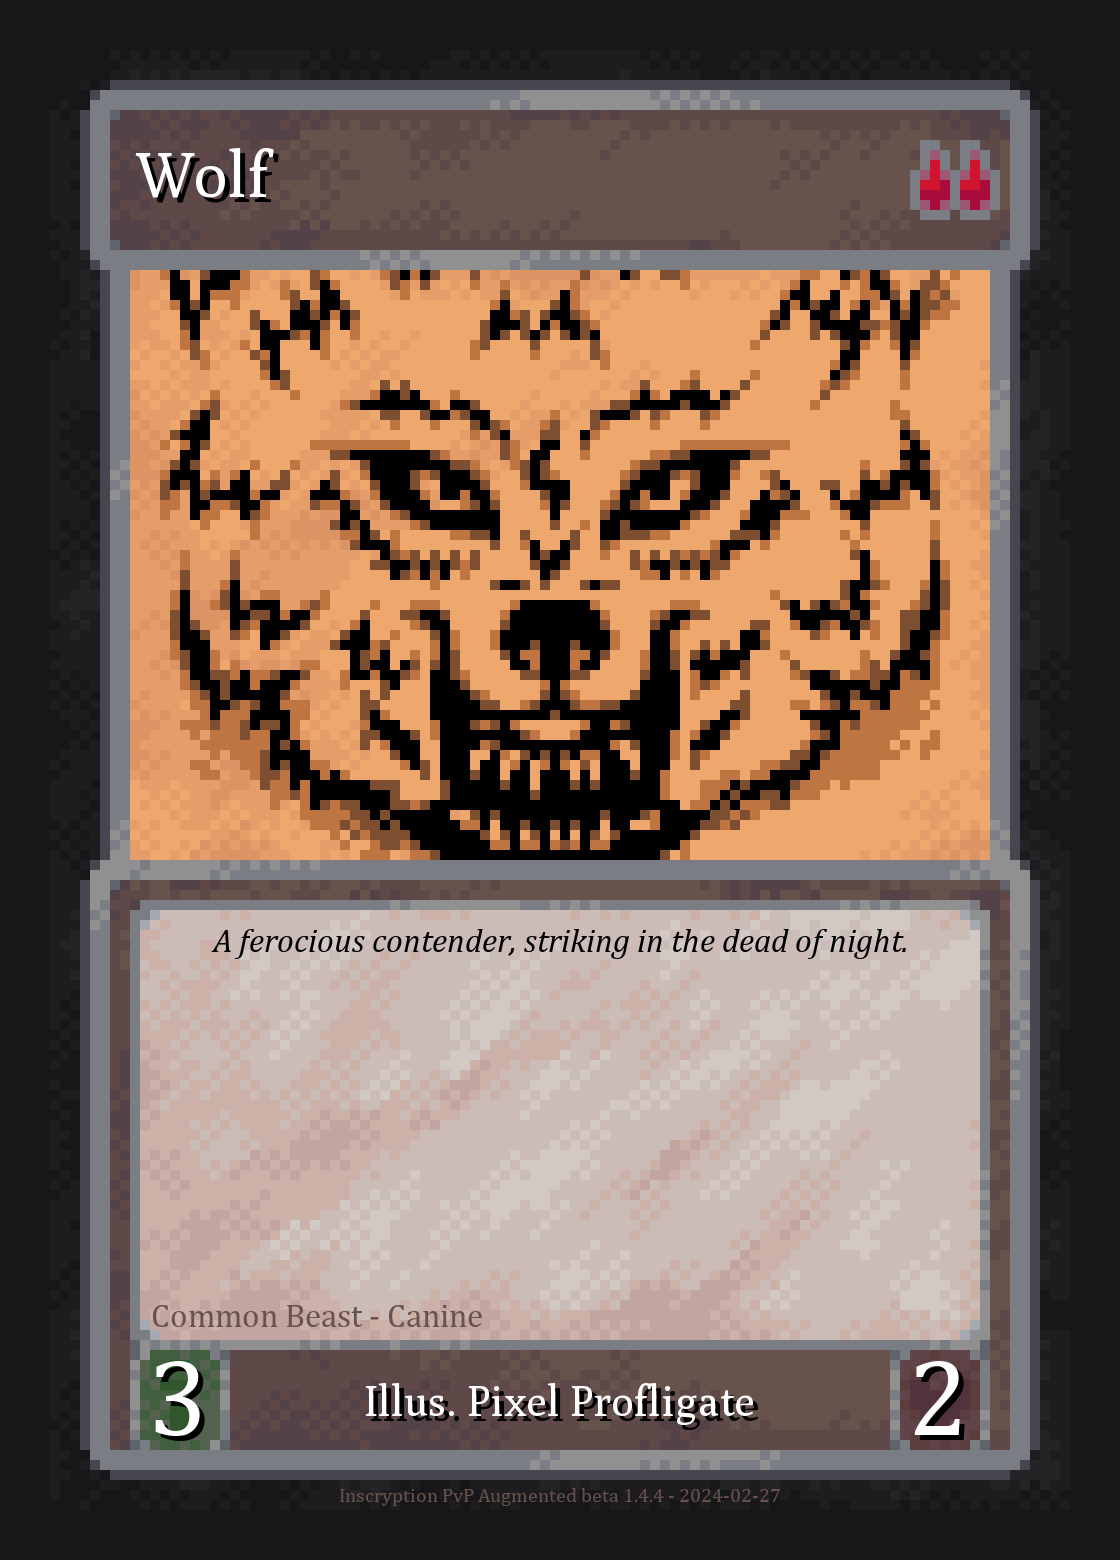 Wolf
A ferocious contender, striking in the dead of night.
Common Beast - Canine
3
Illus. Pixel Profligate
2
Inscryption PvP Augmented beta 1.4.4 - 2024-02-27